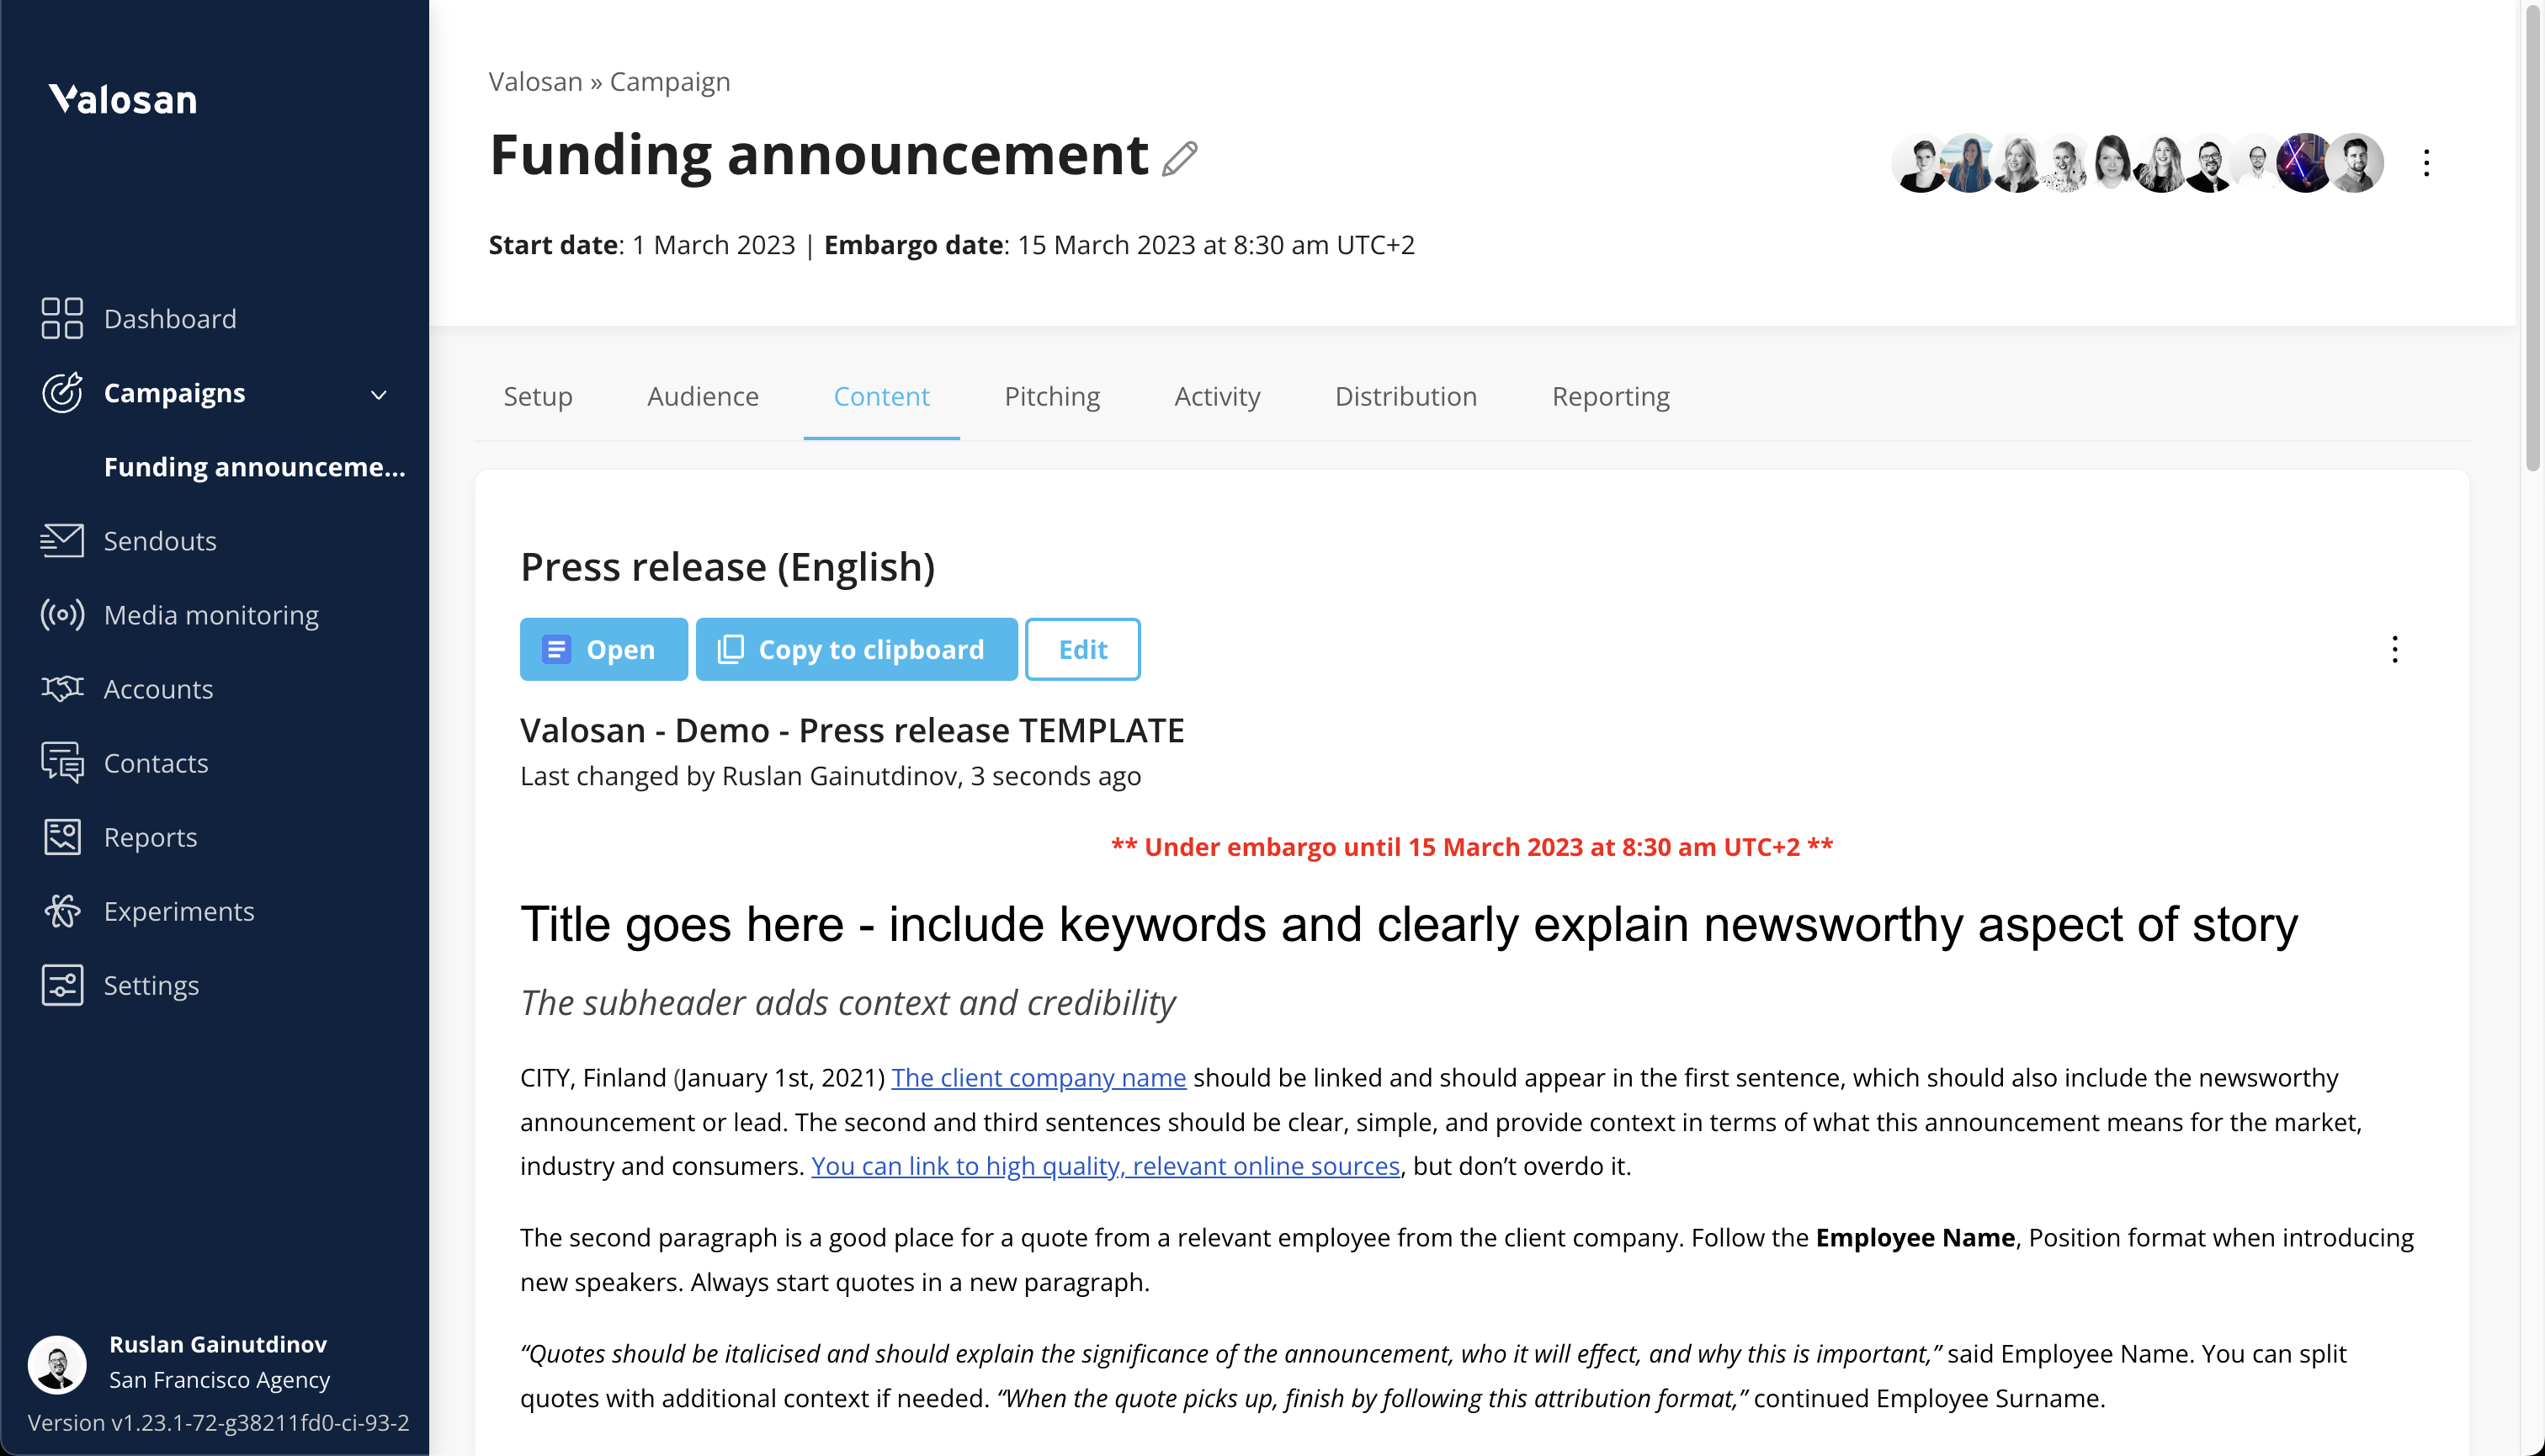 Valosan
Dashboard
Campaigns
Funding announceme...
Sendouts
Media monitoring
Accounts
Contacts
Reports
Experiments
Settings
Ruslan Gainutdinov
San Francisco Agency
Version v1.23.1-72-g38211fd0-ci-93-2
Valosan » Campaign
Funding announcement
Start date: 1 March 2023 | Embargo date: 15 March 2023 at 8:30 am UTC+2
Setup Audience Content Pitching Activity Distribution Reporting
Press release (English)
Open Copy to clipboard Edit
Valosan - Demo - Press release TEMPLATE
Last changed by Ruslan Gainutdinov, 3 seconds ago
** Under embargo until 15 March 2023 at 8:30 am UTC+2 **
Title goes here - include keywords and clearly explain newsworthy aspect of story
The subheader adds context and credibility
CITY, Finland (January 1st, 2021) The client company name should be linked and should appear in the first sentence, which should also include the newsworthy
announcement or lead. The second and third sentences should be clear, simple, and provide context in terms of what this announcement means for the market,
industry and consumers. You can link to high quality, relevant online sources, but don’t overdo it.
The second paragraph is a good place for a quote from a relevant employee from the client company. Follow the Employee Name, Position format when introducing
new speakers. Always start quotes in a new paragraph.
“Quotes should be italicised and should explain the significance of the announcement, who it will effect, and why this is important,” said Employee Name. You can split
quotes with additional context if needed. “When the quote picks up, finish by following this attribution format,” continued Employee Surname.